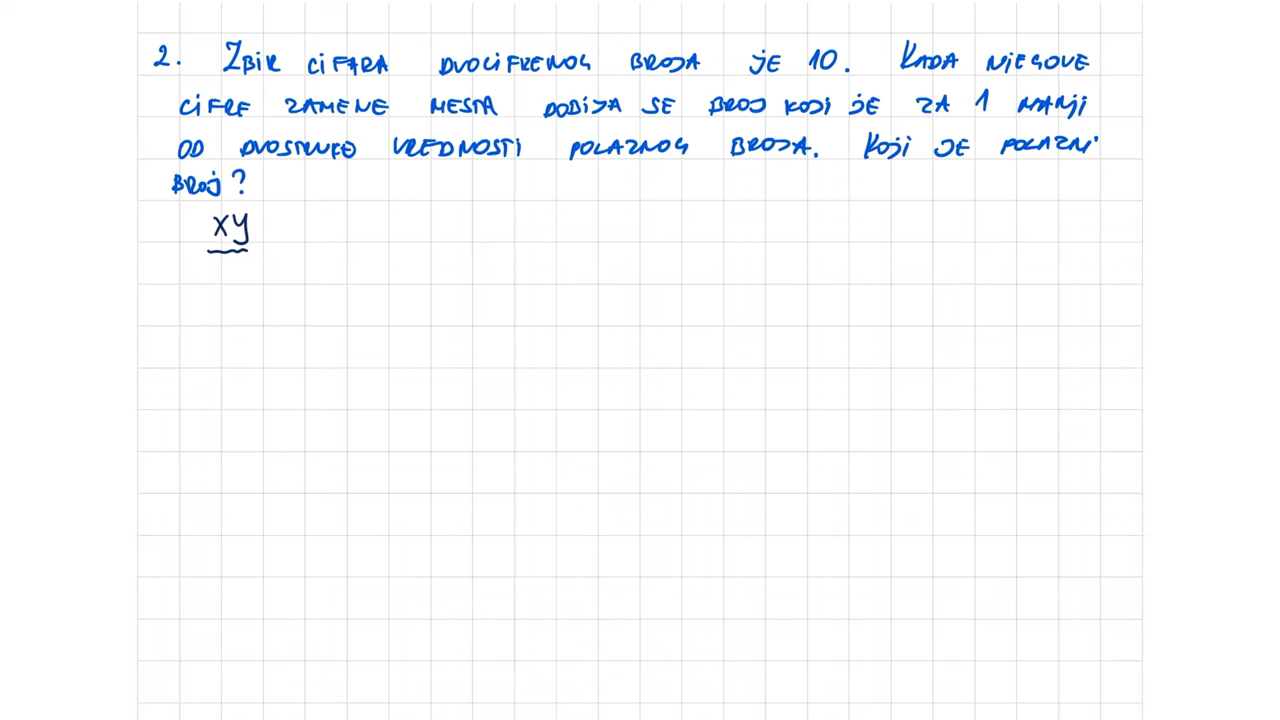 2. ZBIR CIFARA DVOCIFRENOG BROJA JE 10. KADA NJEGOVE
CIFRE ZAMENE MESTA DOBIJA SE BROJ KOJI JE ZA 1 MANJI
OD DVOSTRUKE VREDNOSTI POLAZNOG BROJA. KOJI JE POLAZNI
BROJ?
xy